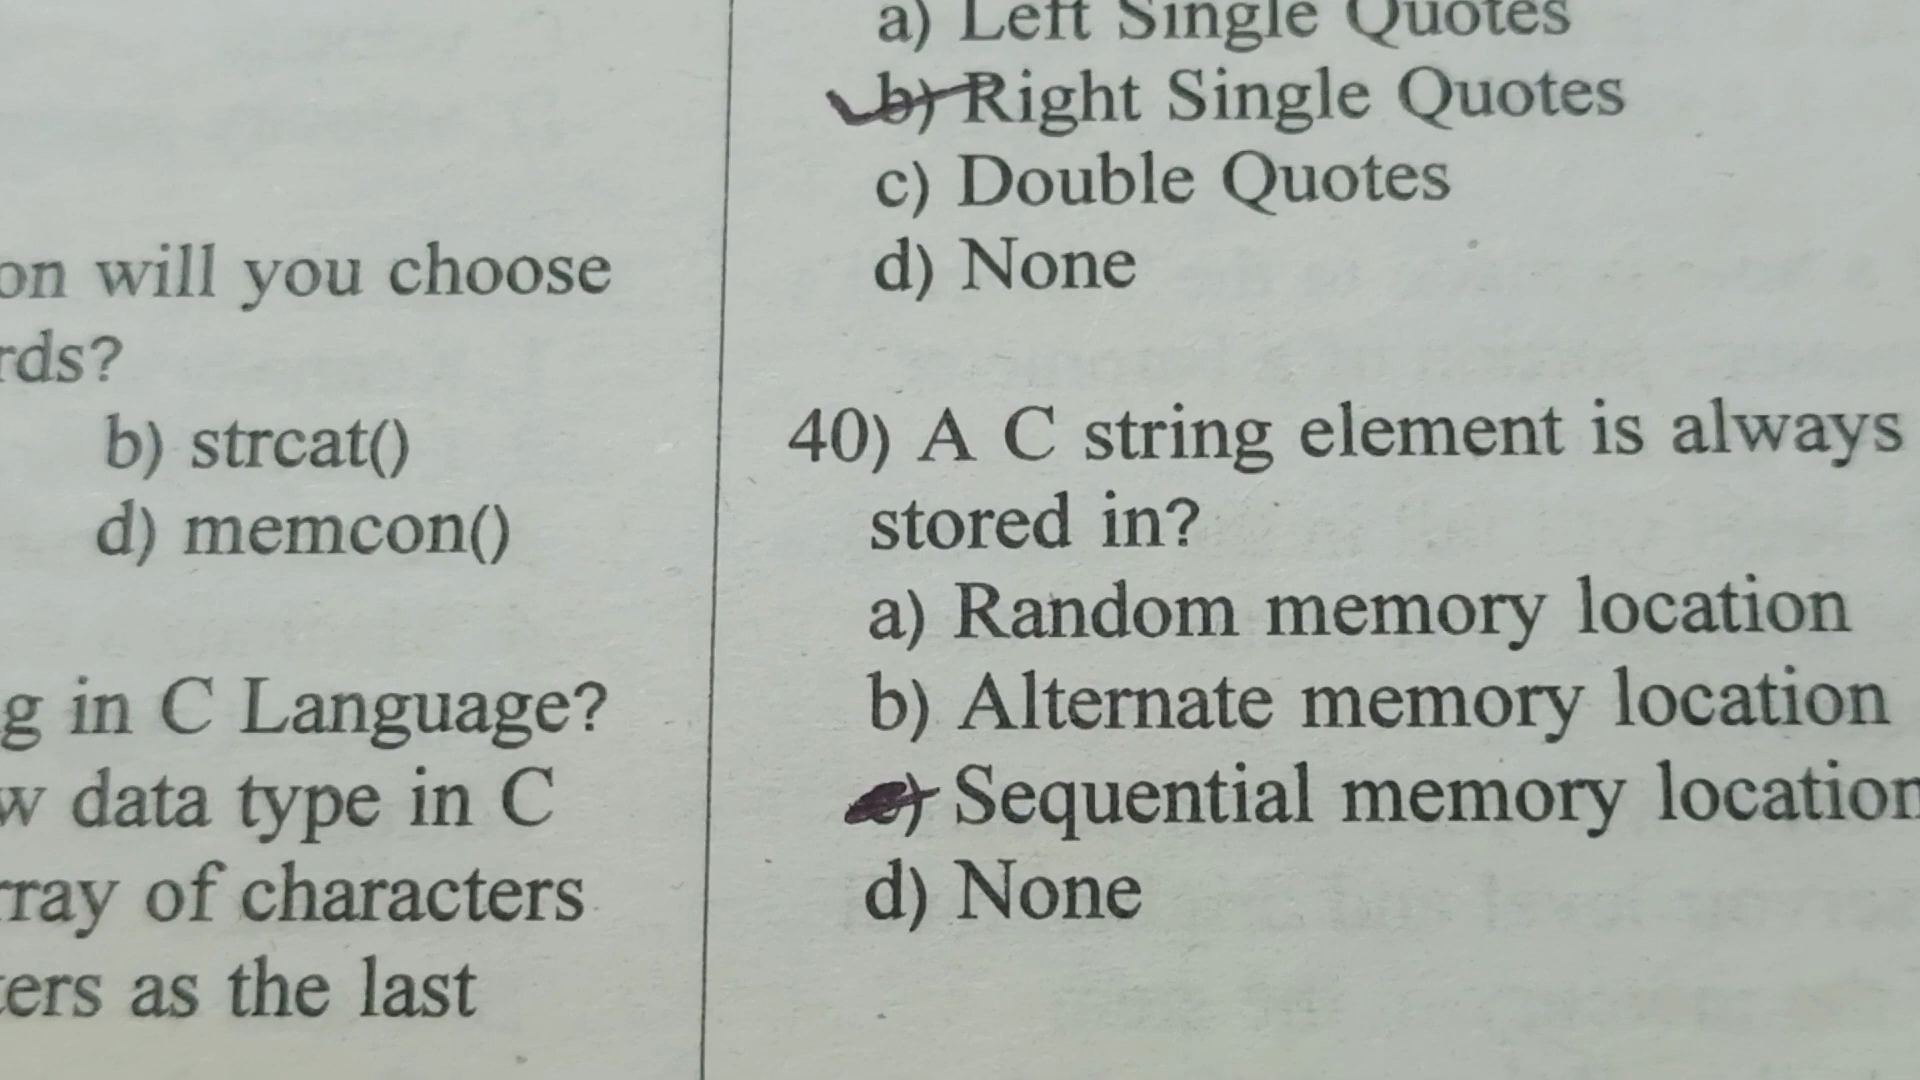 on will you choose
rds?
b) strcat()
d) memcon()
g in C Language?
w data type in C
rray of characters
ters as the last
a) Left Single Quotes
b) Right Single Quotes
c) Double Quotes
d) None
40) A C string element is always
stored in?
a) Random memory location
b) Alternate memory location
c) Sequential memory location
d) None